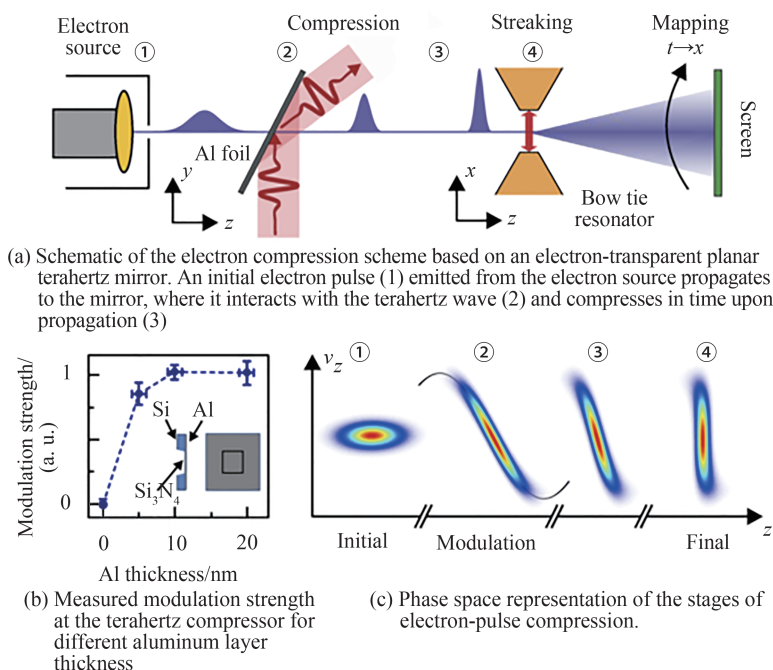 Electron
source
①
Compression
②
③
Streaking
④
Mapping
t→x
Al foil
y
z
x
z
Bow tie
resonator
Screen
(a) Schematic of the electron compression scheme based on an electron-transparent planar
terahertz mirror. An initial electron pulse (1) emitted from the electron source propagates
to the mirror, where it interacts with the terahertz wave (2) and compresses in time upon
propagation (3)
Modulation strength/
(a. u.)
1
0
Si
Al
Si₃N₄
0
10
20
Al thickness/nm
(b) Measured modulation strength
at the terahertz compressor for
different aluminum layer
thickness
v_z
①
②
③
④
Initial
Modulation
Final
z
(c) Phase space representation of the stages of
electron-pulse compression.